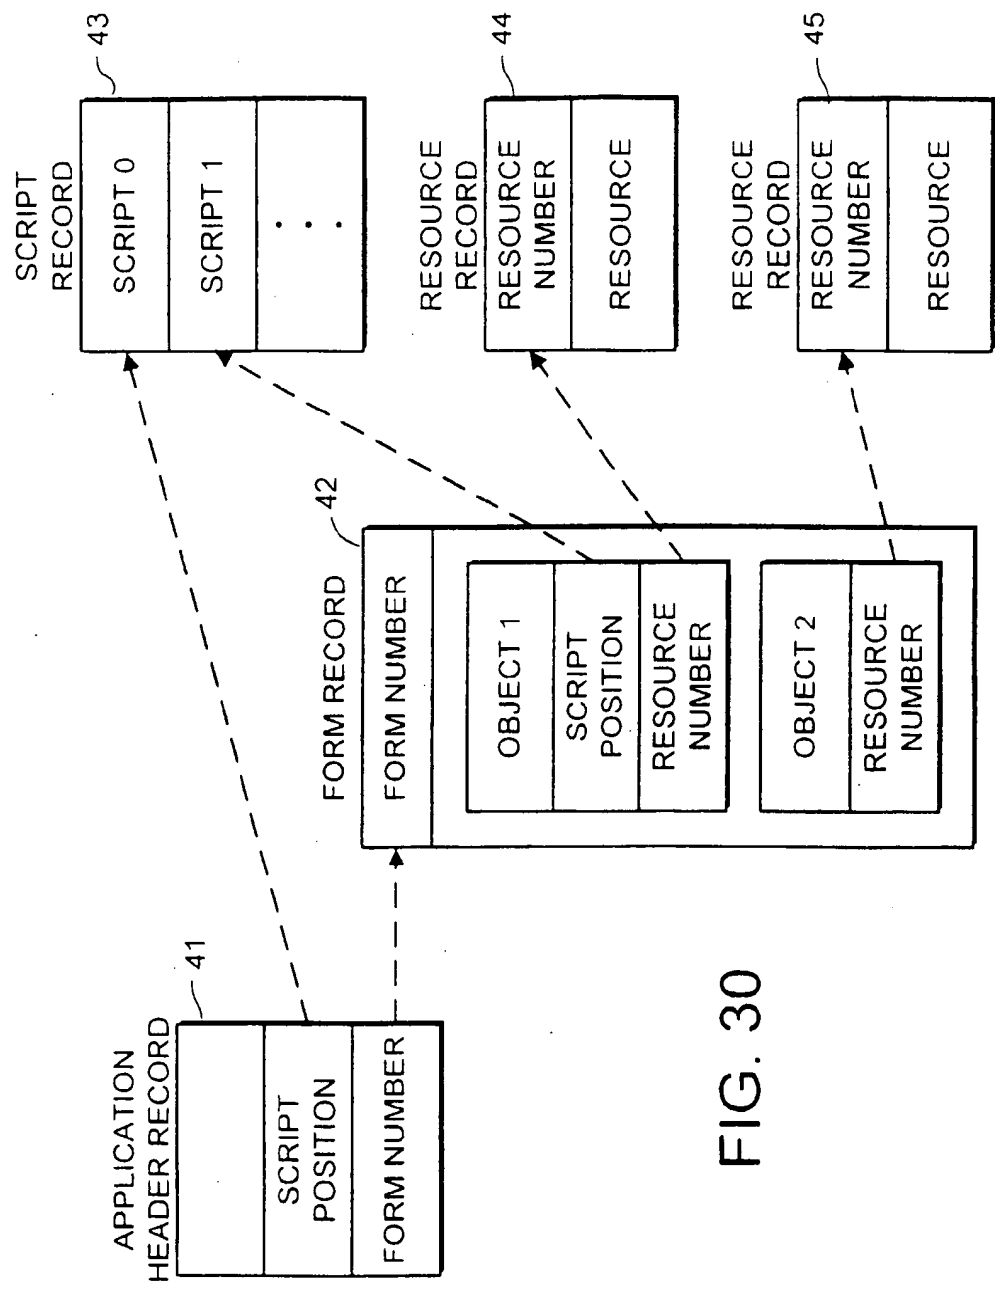 APPLICATION
HEADER RECORD
41
SCRIPT
POSITION
FORM NUMBER
FORM RECORD
42
FORM NUMBER
OBJECT 1
SCRIPT
POSITION
RESOURCE
NUMBER
OBJECT 2
RESOURCE
NUMBER
SCRIPT
RECORD
43
SCRIPT 0
SCRIPT 1
. . .
RESOURCE
RECORD
44
RESOURCE
NUMBER
RESOURCE
RESOURCE
RECORD
45
RESOURCE
NUMBER
RESOURCE
FIG. 30